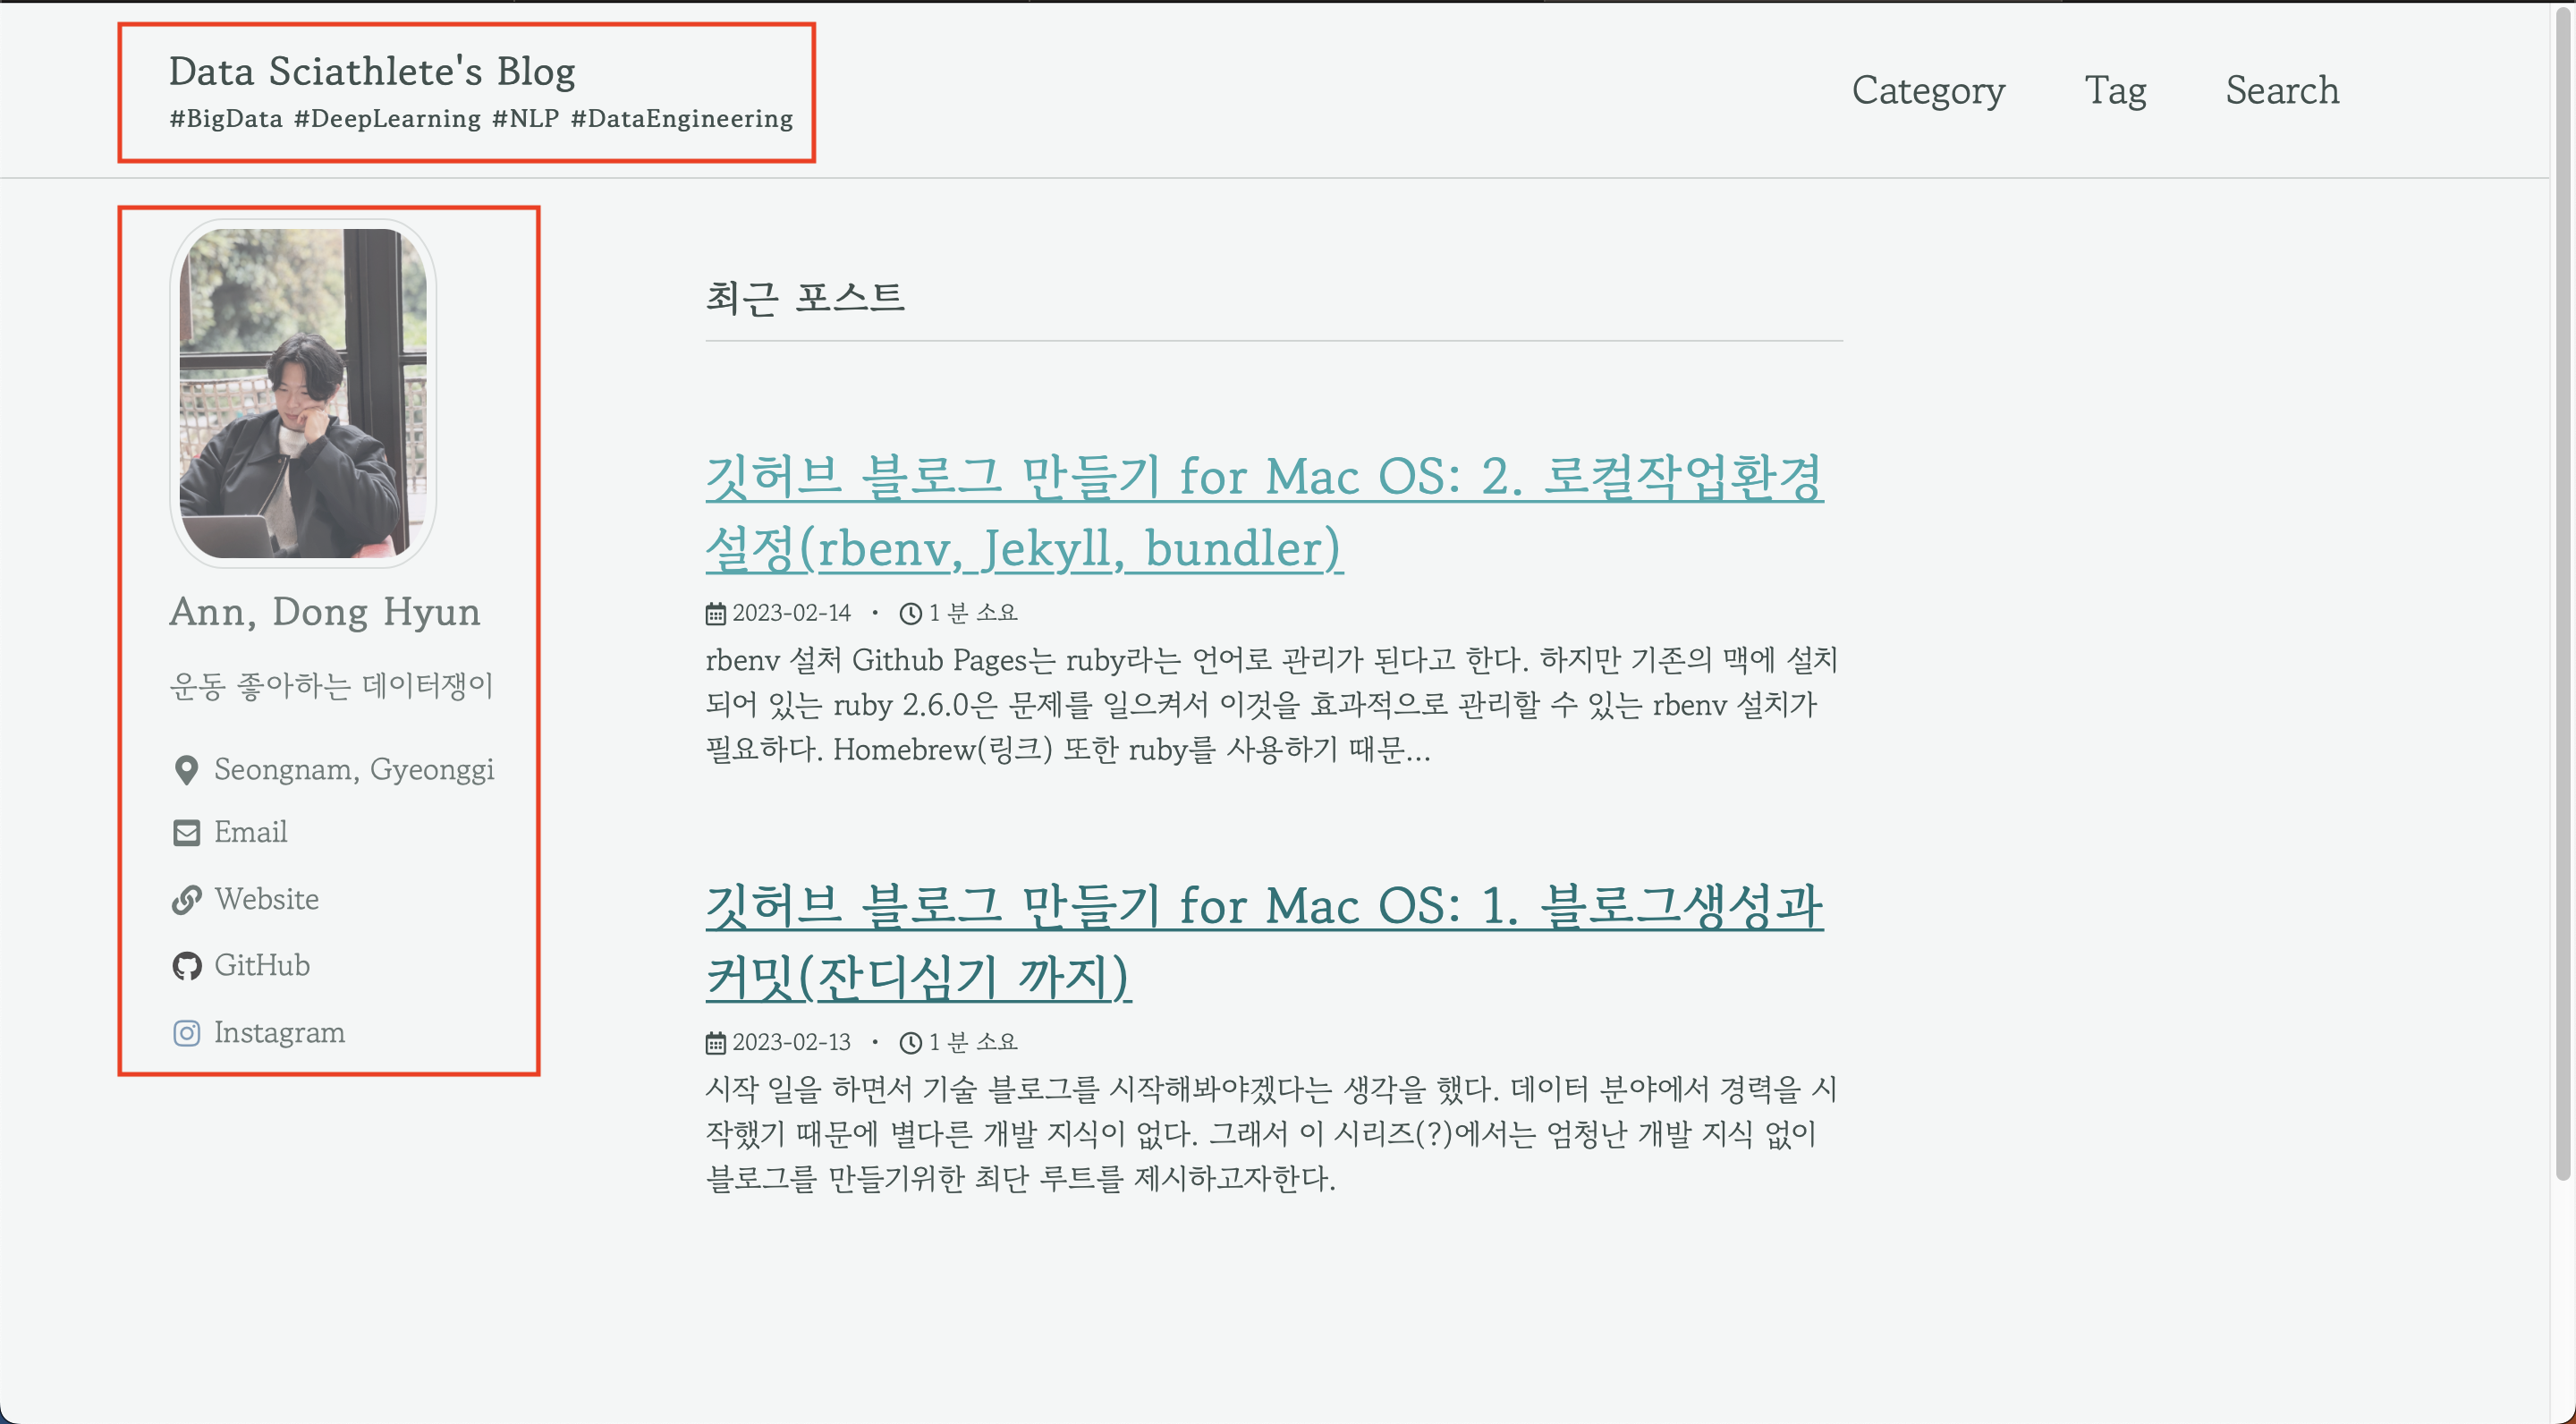 Data Sciathlete's Blog
#BigData #DeepLearning #NLP #DataEngineering
Category
Tag
Search
Ann, Dong Hyun
운동 좋아하는 데이터쟁이
Seongnam, Gyeonggi
Email
Website
GitHub
Instagram
최근 포스트
깃허브 블로그 만들기 for Mac OS: 2. 로컬작업환경
설정(rbenv, Jekyll, bundler)
2023-02-14 • 1 분 소요
rbenv 설처 Github Pages는 ruby라는 언어로 관리가 된다고 한다. 하지만 기존의 맥에 설치
되어 있는 ruby 2.6.0은 문제를 일으켜서 이것을 효과적으로 관리할 수 있는 rbenv 설치가
필요하다. Homebrew(링크) 또한 ruby를 사용하기 때문...
깃허브 블로그 만들기 for Mac OS: 1. 블로그생성과
커밋(잔디심기 까지)
2023-02-13 • 1 분 소요
시작 일을 하면서 기술 블로그를 시작해봐야겠다는 생각을 했다. 데이터 분야에서 경력을 시
작했기 때문에 별다른 개발 지식이 없다. 그래서 이 시리즈(?)에서는 엄청난 개발 지식 없이
블로그를 만들기위한 최단 루트를 제시하고자한다.